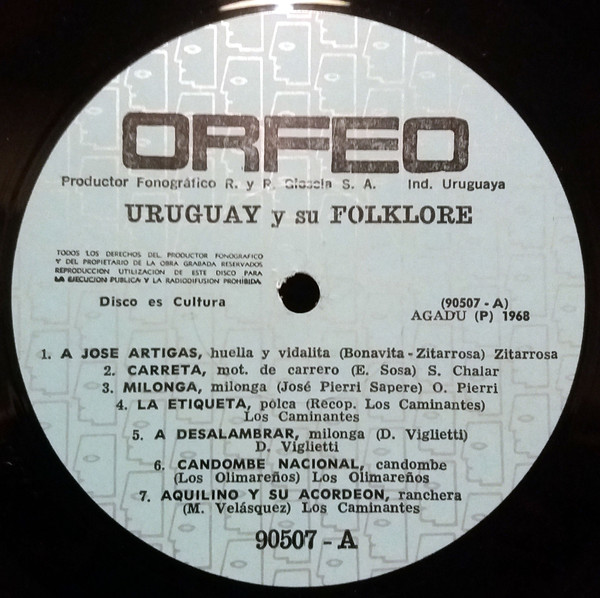 ORFEO
Productor Fonográfico R. y R. Gioscia S. A. Ind. Uruguaya
URUGUAY y su FOLKLORE
TODOS LOS DERECHOS DEL PRODUCTOR FONOGRAFICO
Y DEL PROPIETARIO DE LA OBRA GRABADA RESERVADOS
REPRODUCCION UTILIZACION DE ESTE DISCO PARA
LA EJECUCION PUBLICA Y LA RADIODIFUSION PROHIBIDA.
Disco es Cultura
(90507 - A)
AGADU (P) 1968
1. A JOSE ARTIGAS, huella y vidalita (Bonavita - Zitarrosa) Zitarrosa
2. CARRETA, mot. de carrero (E. Sosa) S. Chalar
3. MILONGA, milonga (José Pierri Sapere) O. Pierri
4. LA ETIQUETA, pólca (Recop. Los Caminantes)
Los Caminantes
5. A DESALAMBRAR, milonga (D. Viglietti)
D. Viglietti
6. CANDOMBE NACIONAL, candombe
(Los Olimareños) Los Olimareños
7. AQUILINO Y SU ACORDEON, ranchera
(M. Velásquez) Los Caminantes
90507 - A